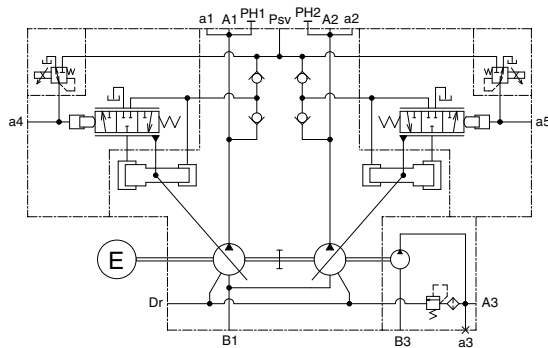 a1 A1 PH1 Psv PH2 A2 a2
a4 a5
E
Dr A3
B1 B3 a3